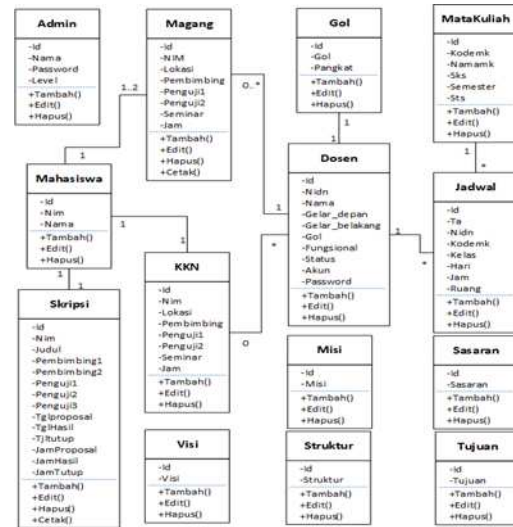 Admin
-Id
-Nama
-Password
-Level
+Tambah()
+Edit()
+Hapus()
Magang
-Id
-NIM
-Lokasi
-Pembimbing
-Penguji1
-Penguji2
-Seminar
-Jam
+Tambah()
+Edit()
+Hapus()
+Cetak()
Gol
-Id
-Gol
-Pangkat
+Tambah()
+Edit()
+Hapus()
MataKuliah
-Id
-Kodemk
-Namamk
-Sks
-Semester
-Sts
+Tambah()
+Edit()
+Hapus()
1..2
0..*
1
1
1
1
*
Mahasiswa
-Id
-Nim
-Nama
+Tambah()
+Edit()
+Hapus()
1
1
1
1
KKN
-Id
-Nim
-Lokasi
-Pembimbing
-Penguji1
-Penguji2
-Seminar
-Jam
+Tambah()
+Edit()
+Hapus()
Dosen
-Id
-Nidn
-Nama
-Gelar_depan
-Gelar_belakang
-Gol
-Fungsional
-Status
-Akun
-Password
+Tambah()
+Edit()
+Hapus()
1
*
0
1
*
Jadwal
-Id
-Ta
-Nidn
-Kodemk
-Kelas
-Hari
-Jam
-Ruang
+Tambah()
+Edit()
+Hapus()
Skripsi
-Id
-Nim
-Judul
-Pembimbing1
-Pembimbing2
-Penguji1
-Penguji2
-Penguji3
-Tglproposal
-TglHasil
-Tjltutup
-JamProposal
-JamHasil
-JamTutup
+Tambah()
+Edit()
+Hapus()
+Cetak()
Visi
-Id
-Visi
+Tambah()
+Edit()
+Hapus()
Misi
-Id
-Misi
+Tambah()
+Edit()
+Hapus()
Sasaran
-Id
-Sasaran
+Tambah()
+Edit()
+Hapus()
Struktur
-Id
-Struktur
+Tambah()
+Edit()
+Hapus()
Tujuan
-Id
-Tujuan
+Tambah()
+Edit()
+Hapus()